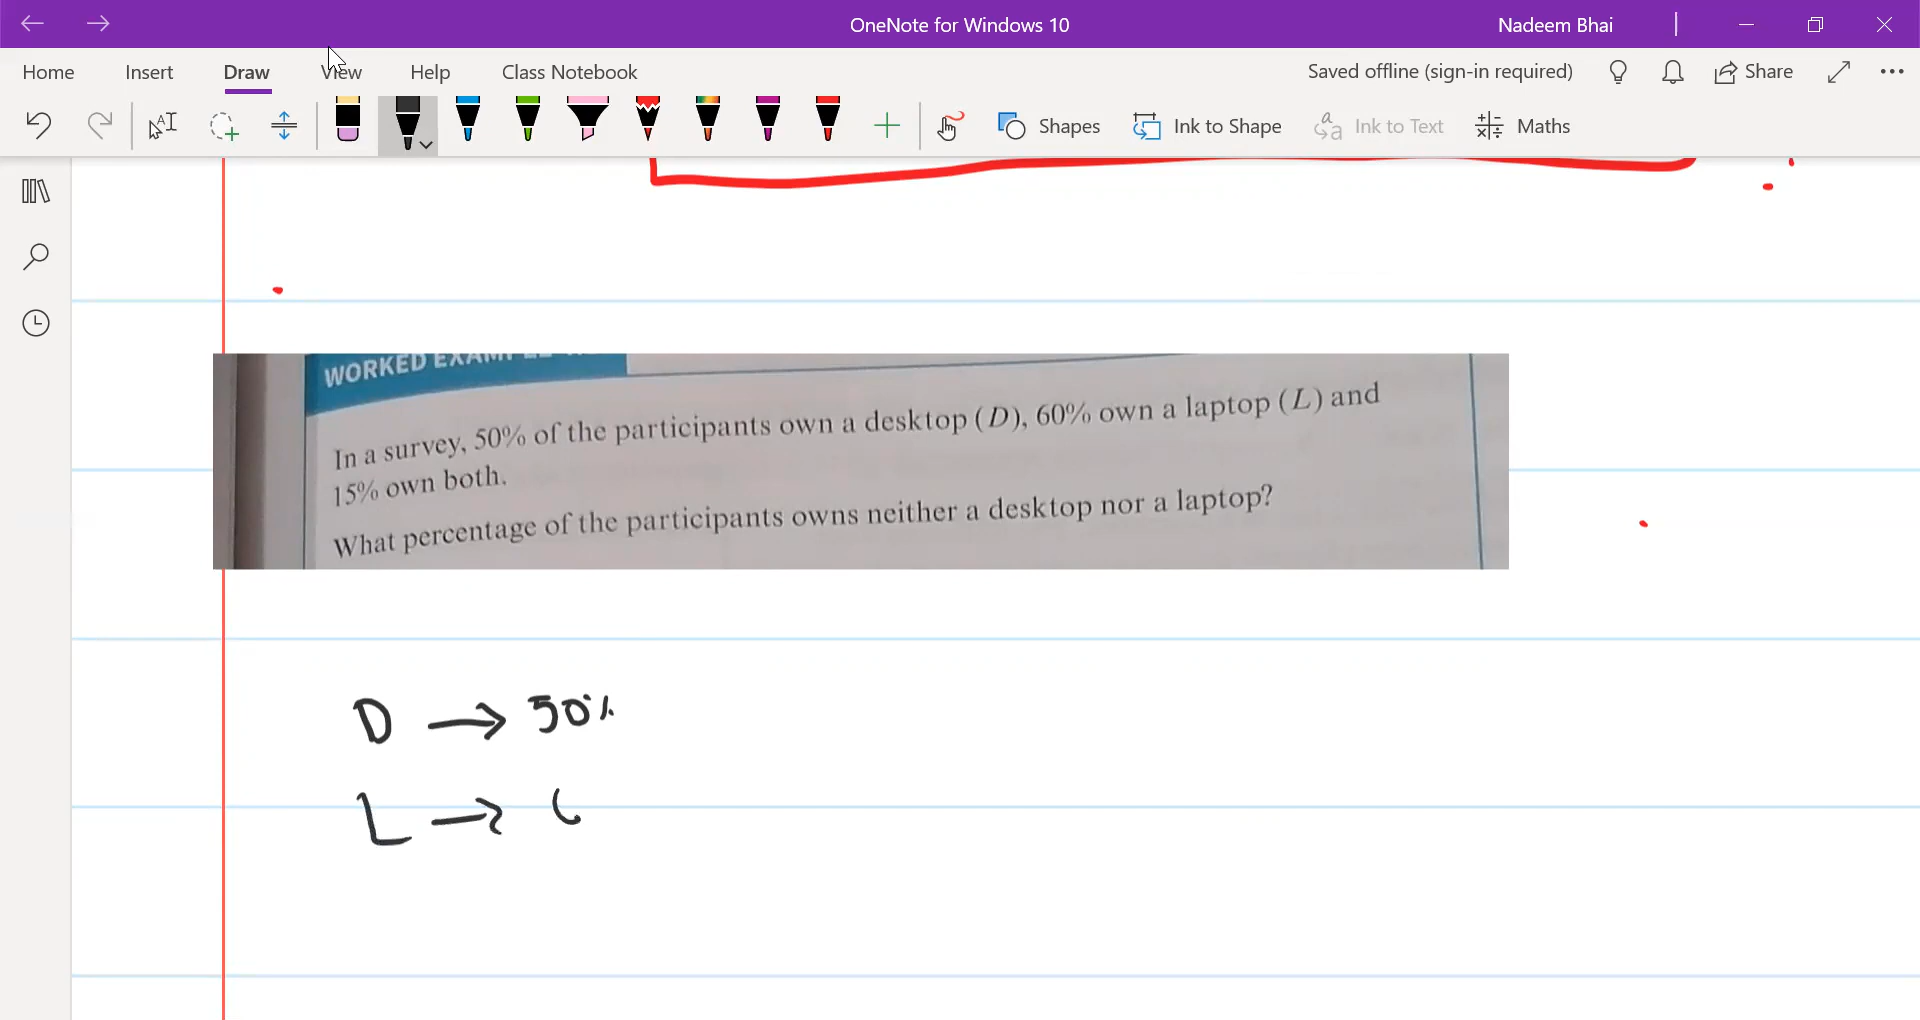 OneNote for Windows 10
Nadeem Bhai
Home Insert Draw View Help Class Notebook
Saved offline (sign-in required) Share
Shapes Ink to Shape Ink to Text Maths
WORKED EXAMPLE
In a survey, 50% of the participants own a desktop (D), 60% own a laptop (L) and
15% own both.
What percentage of the participants owns neither a desktop nor a laptop?
D → 50%
L →